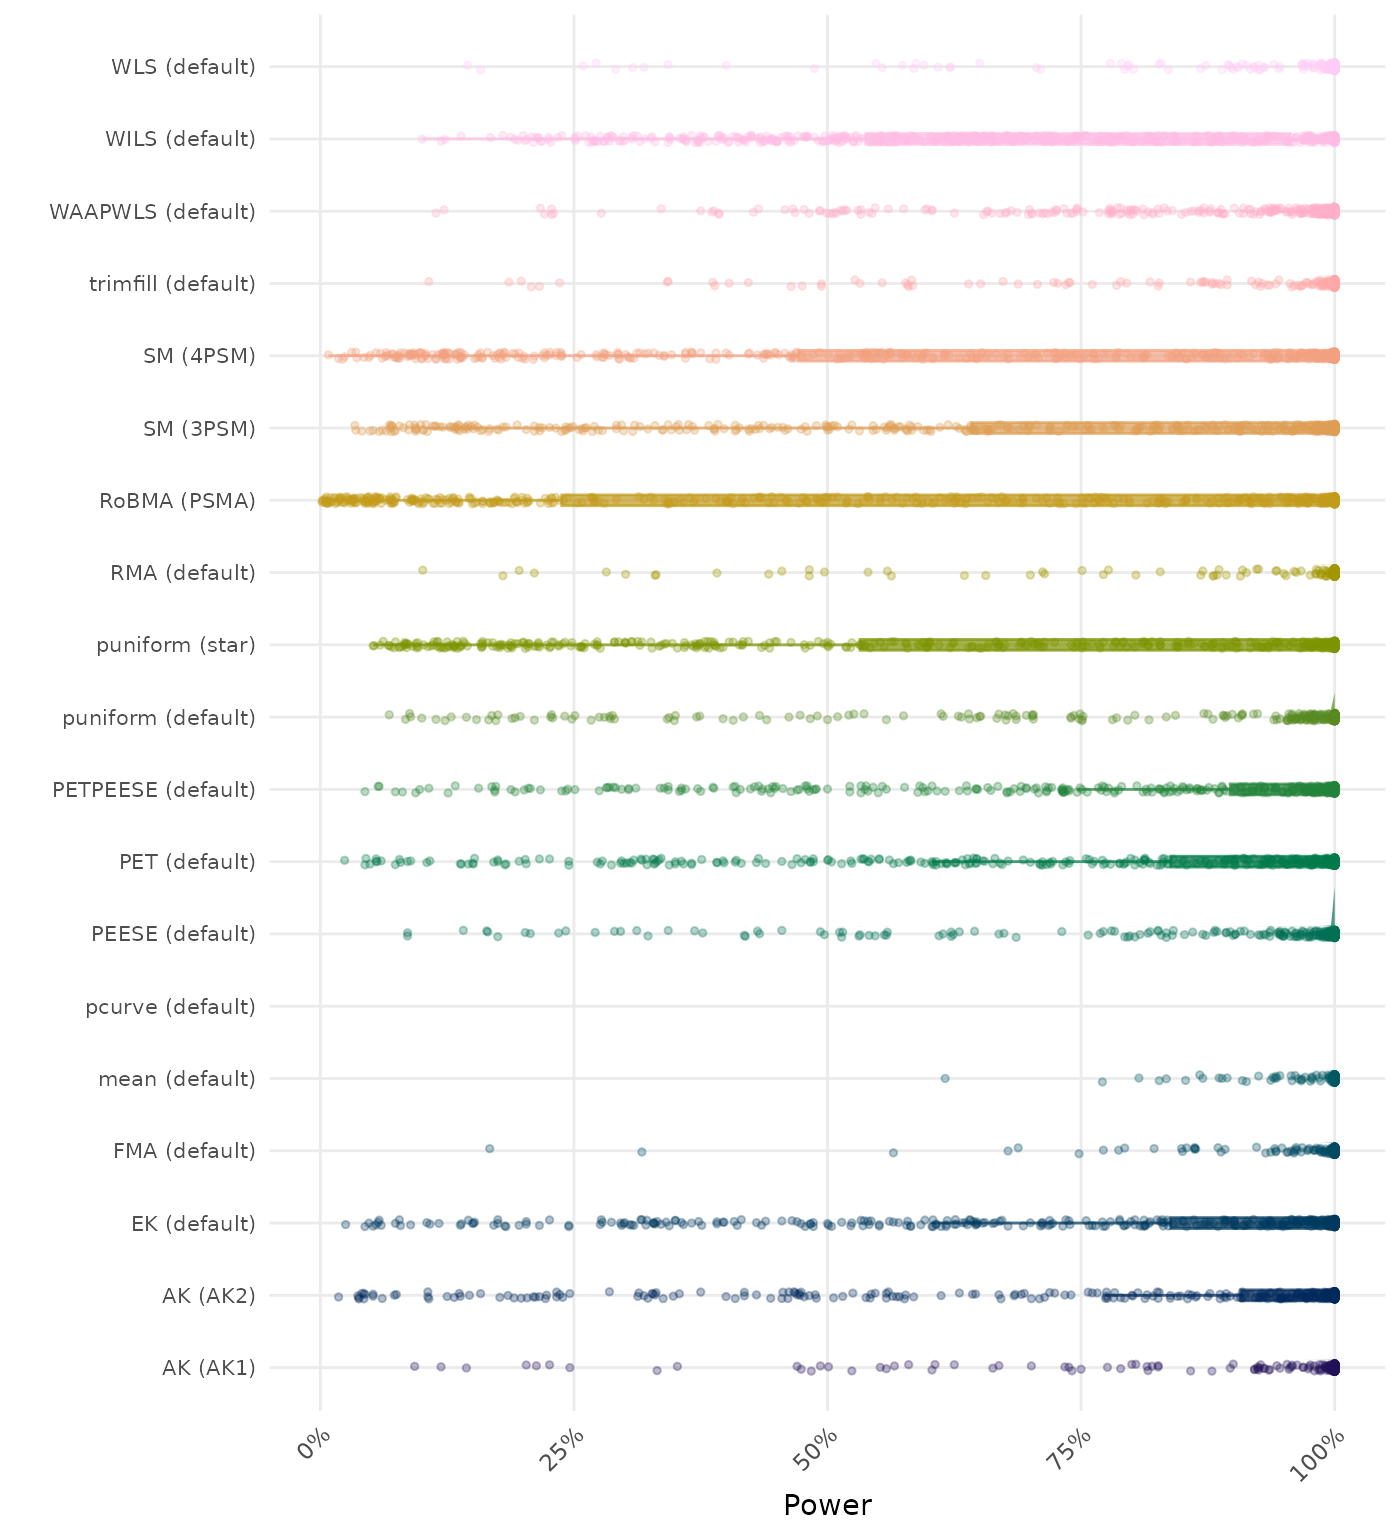 WLS (default)
WILS (default)
WAAPWLS (default)
trimfill (default)
SM (4PSM)
SM (3PSM)
RoBMA (PSMA)
RMA (default)
puniform (star)
puniform (default)
PETPEESE (default)
PET (default)
PEESE (default)
pcurve (default)
mean (default)
FMA (default)
EK (default)
AK (AK2)
AK (AK1)
0%
25%
50%
75%
100%
Power